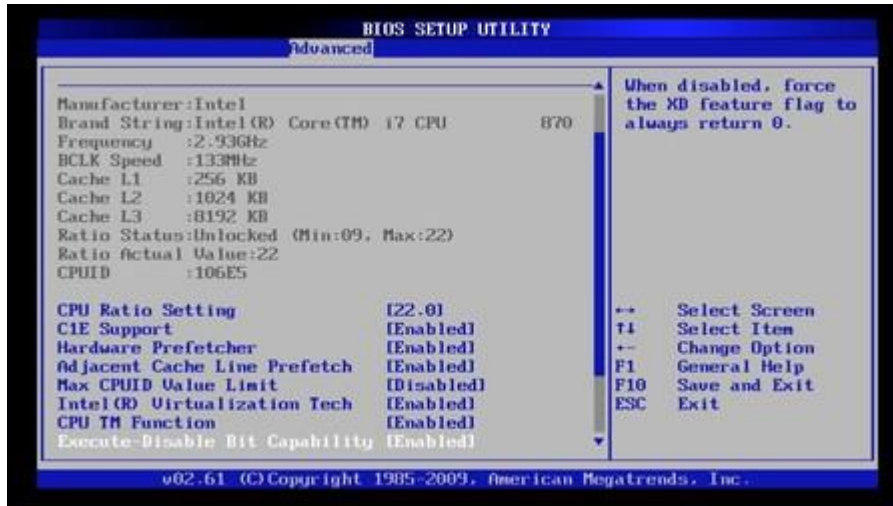 BIOS SETUP UTILITY
Advanced
Manufacturer:Intel
Brand String:Intel(R) Core(TM) i7 CPU 870
Frequency :2.93GHz
BCLK Speed :133MHz
Cache L1 :256 KB
Cache L2 :1024 KB
Cache L3 :8192 KB
Ratio Status:Unlocked (Min:09, Max:22)
Ratio Actual Value:22
CPUID :106E5
CPU Ratio Setting [22.0]
C1E Support [Enabled]
Hardware Prefetcher [Enabled]
Adjacent Cache Line Prefetch [Enabled]
Max CPUID Value Limit [Disabled]
Intel(R) Virtualization Tech [Enabled]
CPU TM Function [Enabled]
Execute-Disable Bit Capability [Enabled]
When disabled, force
the XD feature flag to
always return 0.
↔ Select Screen
↑↓ Select Item
+- Change Option
F1 General Help
F10 Save and Exit
ESC Exit
v02.61 (C)Copyright 1985-2009, American Megatrends, Inc.